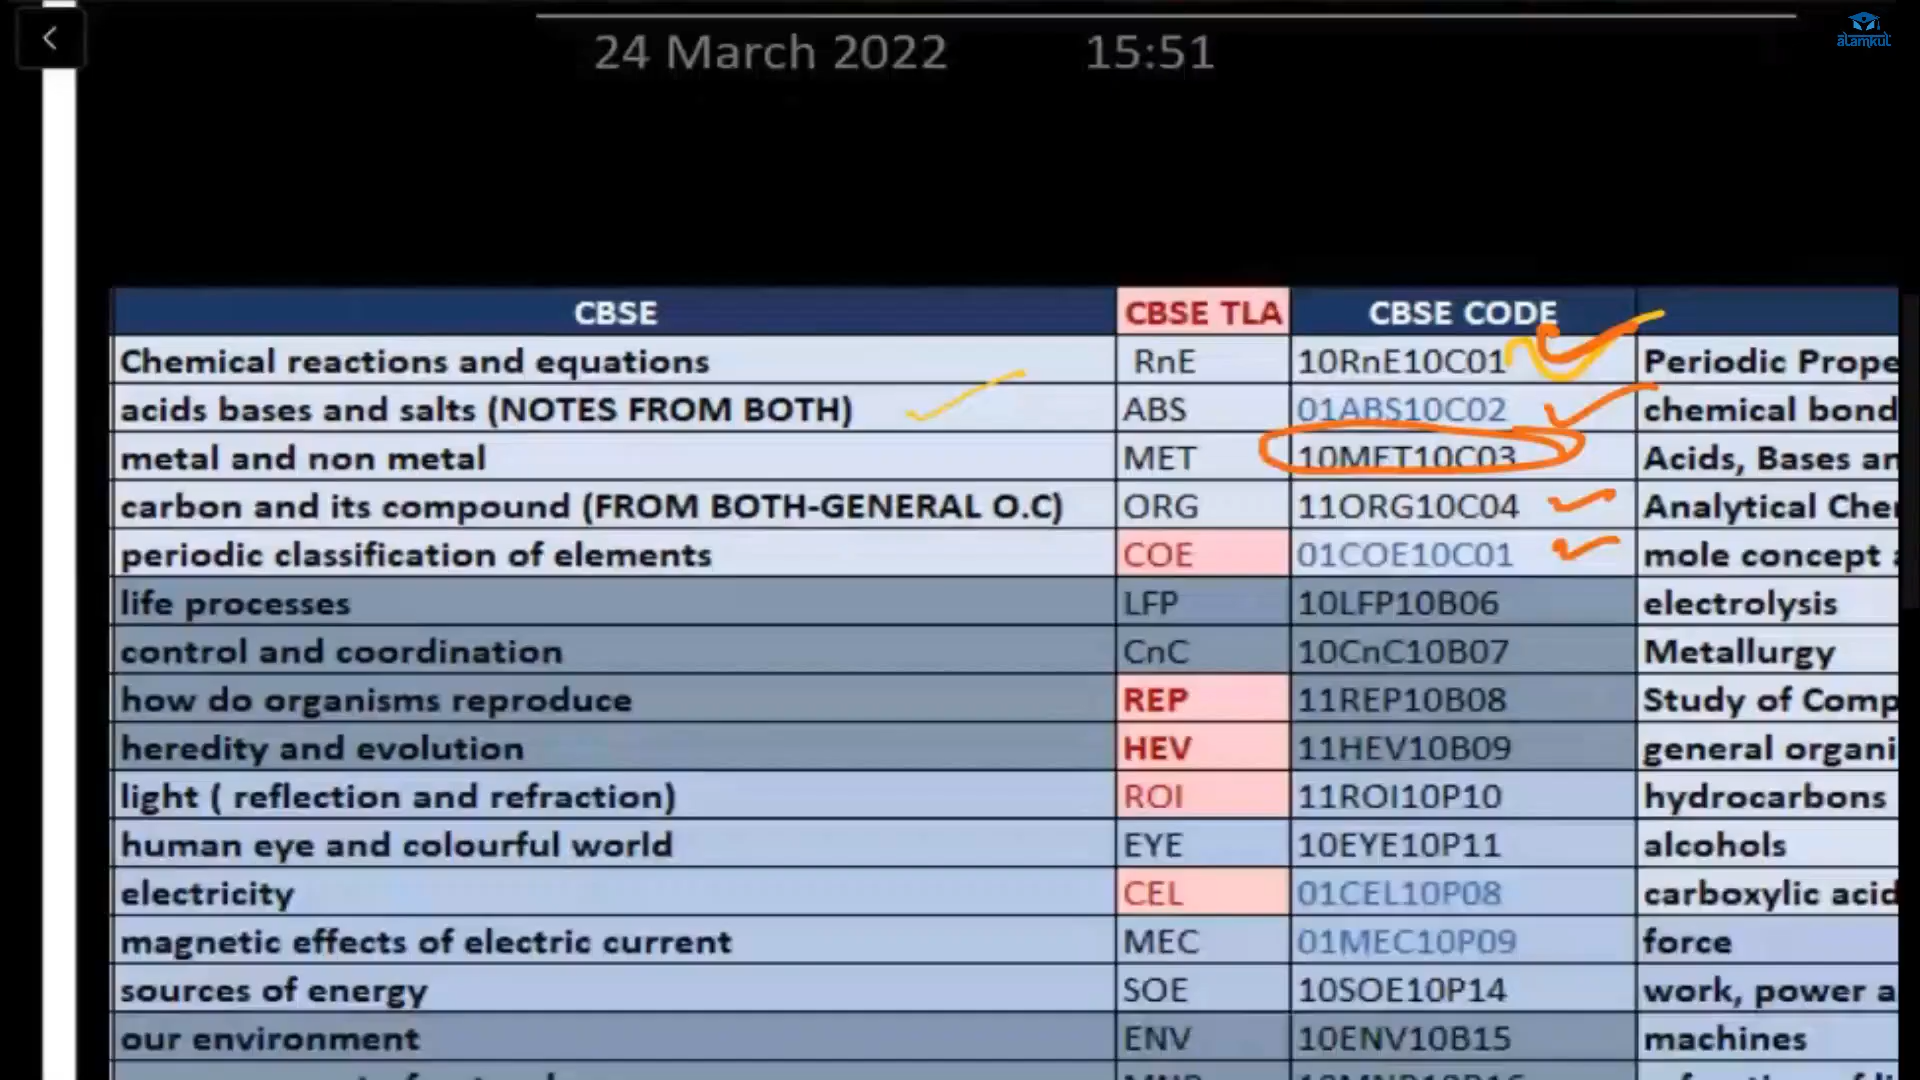 24 March 2022 15:51
alamkul
CBSE CBSE TLA CBSE CODE
Chemical reactions and equations RnE 10RnE10C01 Periodic Prope
acids bases and salts (NOTES FROM BOTH) ABS 01ABS10C02 chemical bond
metal and non metal MET 10MET10C03 Acids, Bases an
carbon and its compound (FROM BOTH-GENERAL O.C) ORG 11ORG10C04 Analytical Che
periodic classification of elements COE 01COE10C01 mole concept
life processes LFP 10LFP10B06 electrolysis
control and coordination CnC 10CnC10B07 Metallurgy
how do organisms reproduce REP 11REP10B08 Study of Comp
heredity and evolution HEV 11HEV10B09 general organi
light ( reflection and refraction) ROI 11ROI10P10 hydrocarbons
human eye and colourful world EYE 10EYE10P11 alcohols
electricity CEL 01CEL10P08 carboxylic acid
magnetic effects of electric current MEC 01MEC10P09 force
sources of energy SOE 10SOE10P14 work, power a
our environment ENV 10ENV10B15 machines